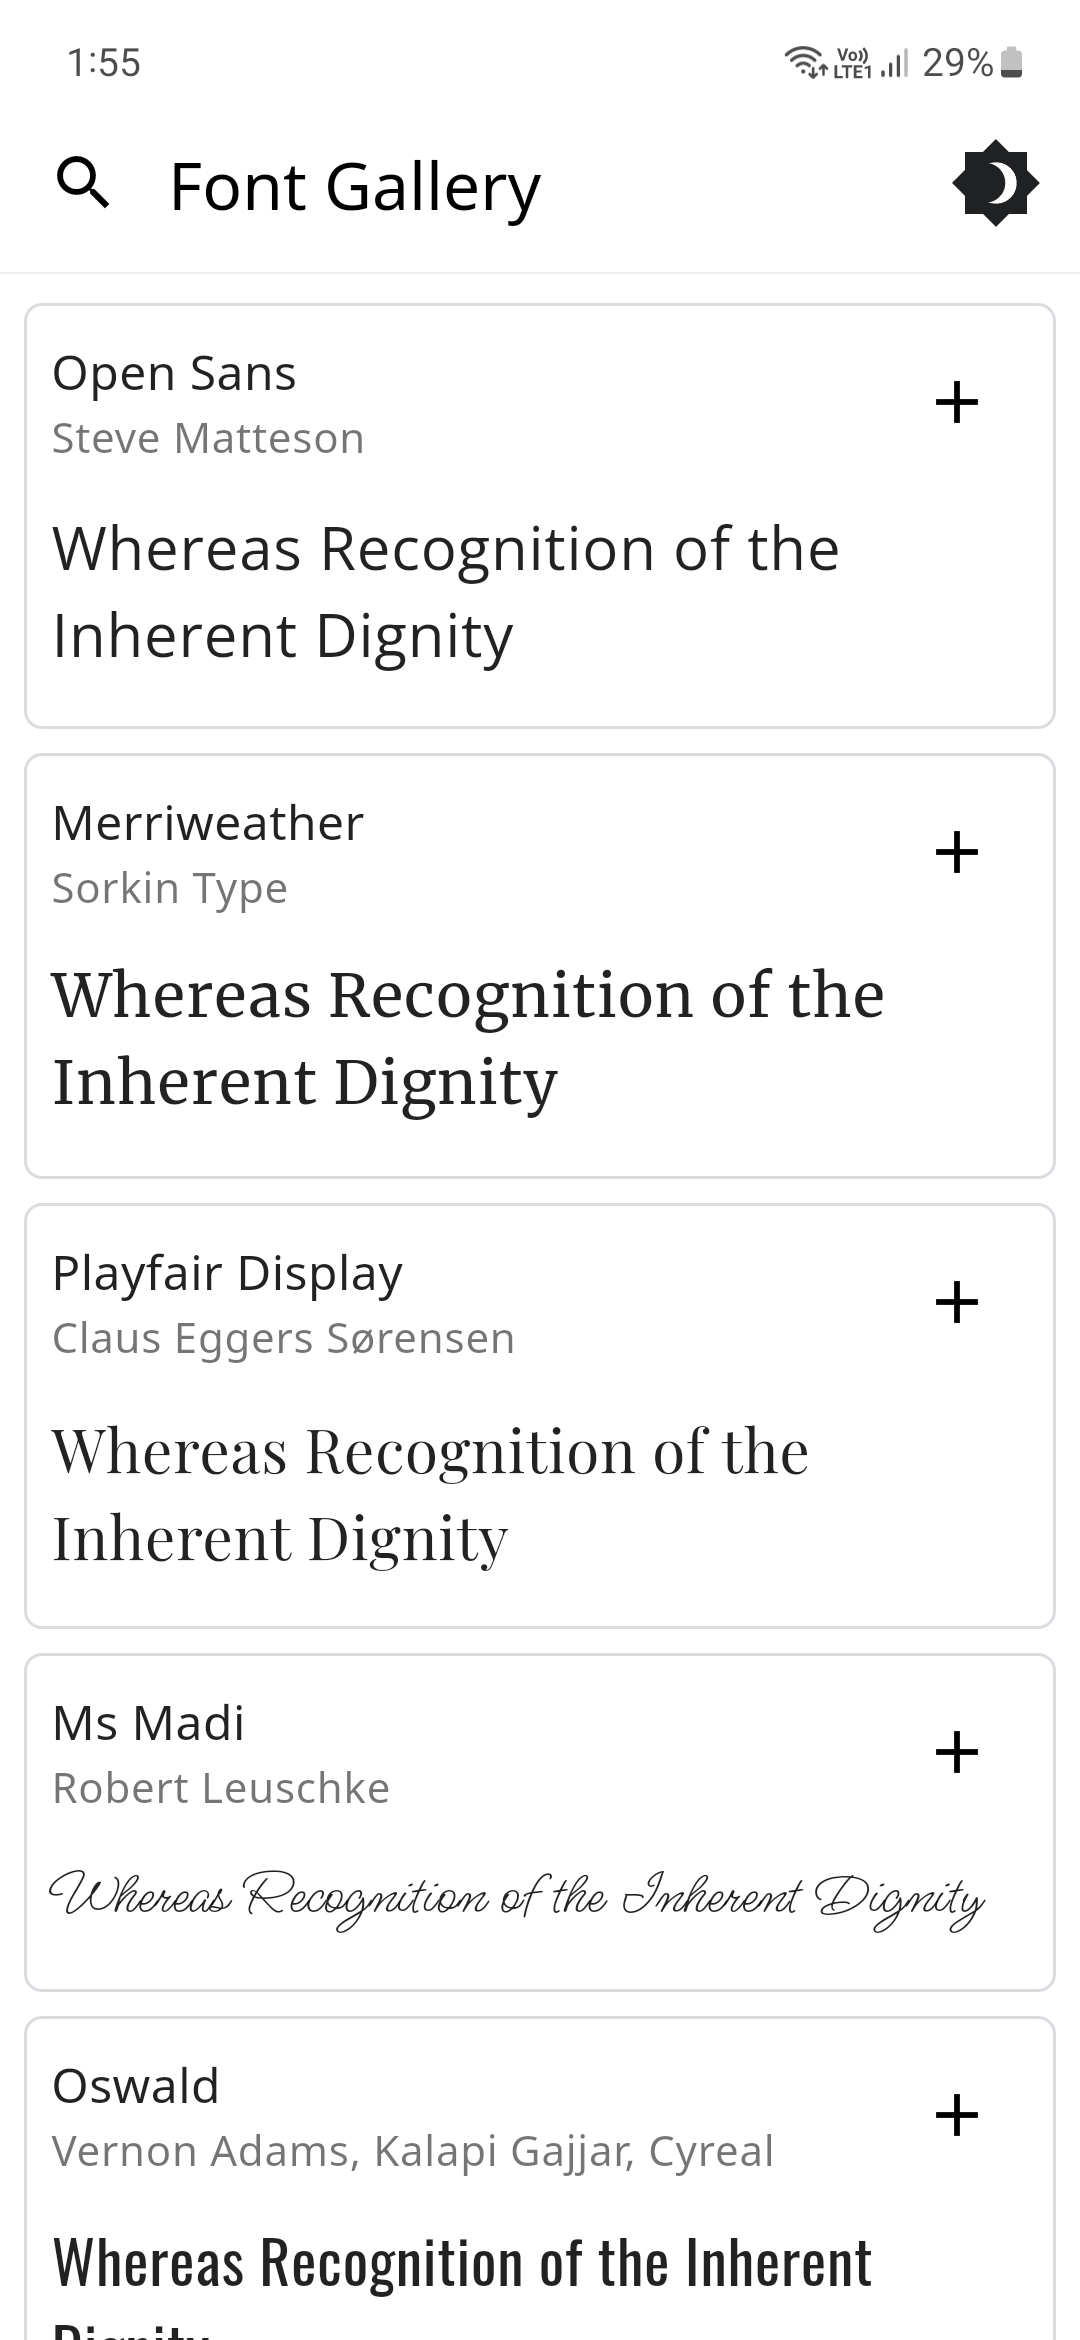 1:55
Vo)) LTE1 29%
Font Gallery
Open Sans
Steve Matteson
Whereas Recognition of the
Inherent Dignity
Merriweather
Sorkin Type
Whereas Recognition of the
Inherent Dignity
Playfair Display
Claus Eggers Sørensen
Whereas Recognition of the
Inherent Dignity
Ms Madi
Robert Leuschke
Whereas Recognition of the Inherent Dignity
Oswald
Vernon Adams, Kalapi Gajjar, Cyreal
Whereas Recognition of the Inherent
Dignity